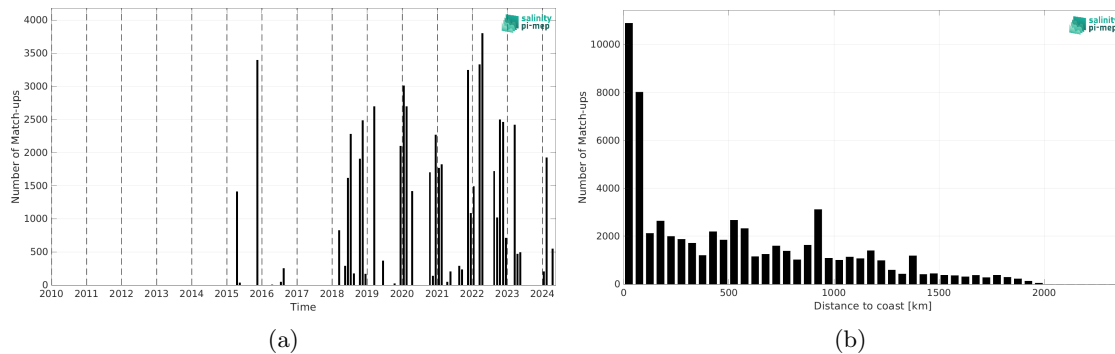 4000
3500
3000
2500
2000
1500
1000
500
0
Number of Match-ups
2010 2011 2012 2013 2014 2015 2016 2017 2018 2019 2020 2021 2022 2023 2024
Time
salinity
pi-mep
(a)
10000
8000
6000
4000
2000
0
Number of Match-ups
0 500 1000 1500 2000
Distance to coast [km]
salinity
pi-mep
(b)